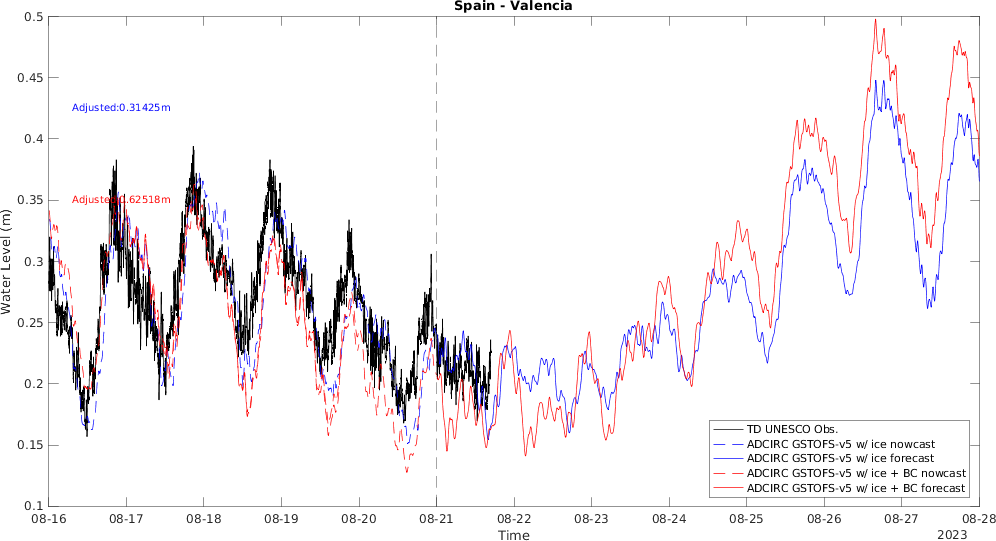 Spain - Valencia
0.5
0.45
0.4
0.35
0.3
0.25
0.2
0.15
0.1
Water Level (m)
Adjusted:0.31425m
Adjusted:0.62518m
TD UNESCO Obs.
ADCIRC GSTOFS-v5 w/ ice nowcast
ADCIRC GSTOFS-v5 w/ ice forecast
ADCIRC GSTOFS-v5 w/ ice + BC nowcast
ADCIRC GSTOFS-v5 w/ ice + BC forecast
08-16 08-17 08-18 08-19 08-20 08-21 08-22 08-23 08-24 08-25 08-26 08-27 08-28
Time
2023